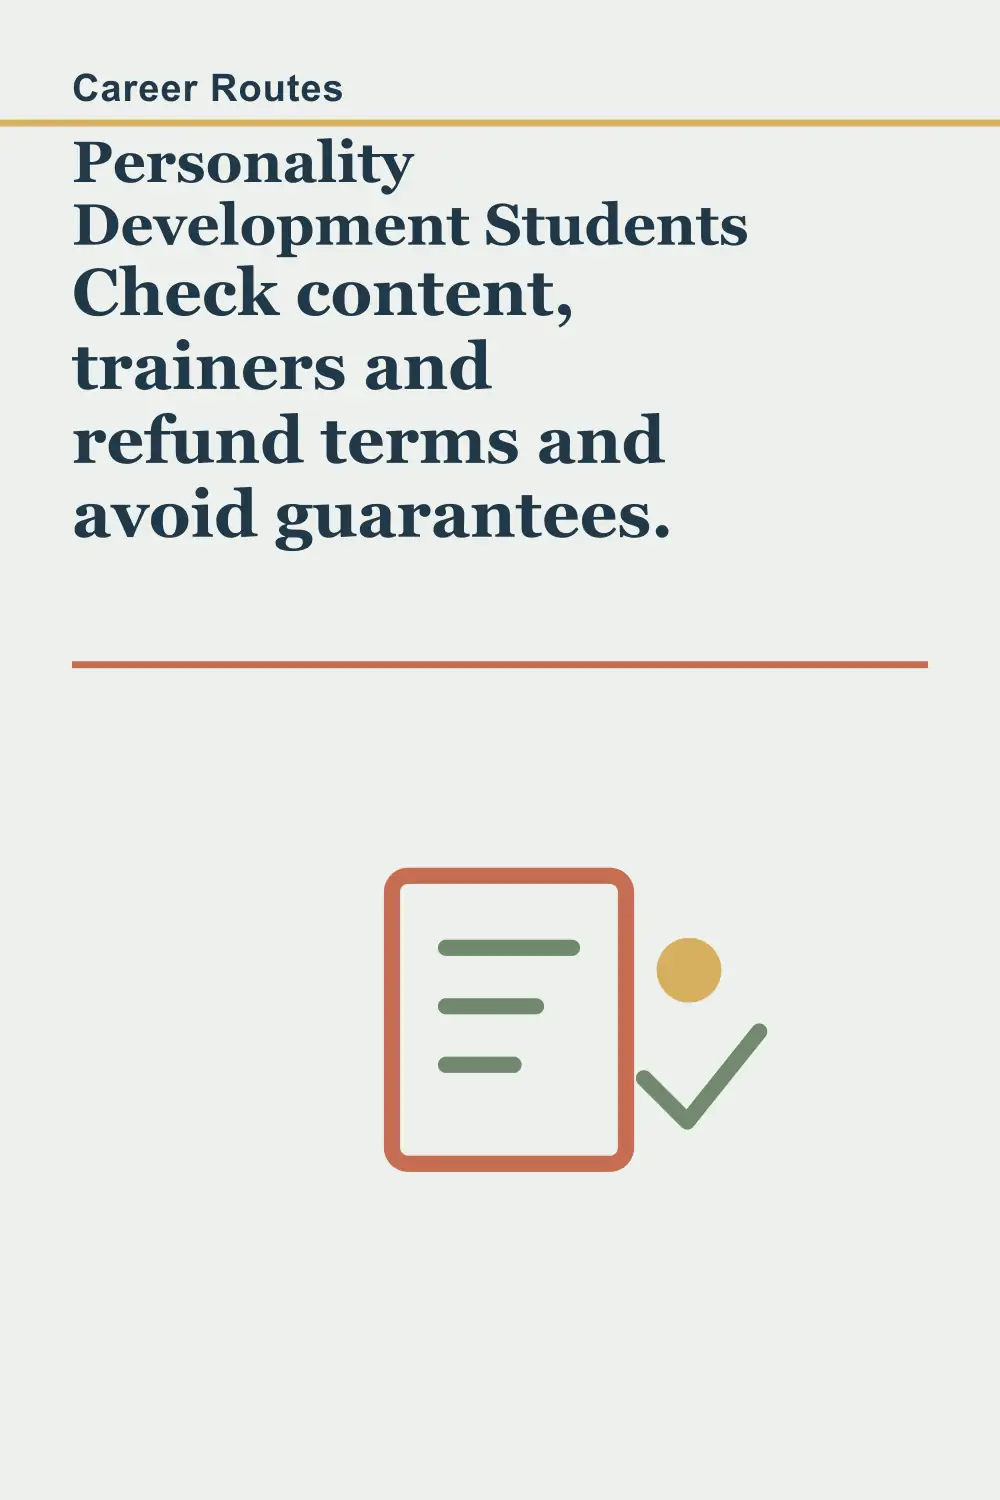 Career Routes
Personality
Development Students
Check content,
trainers and
refund terms and
avoid guarantees.